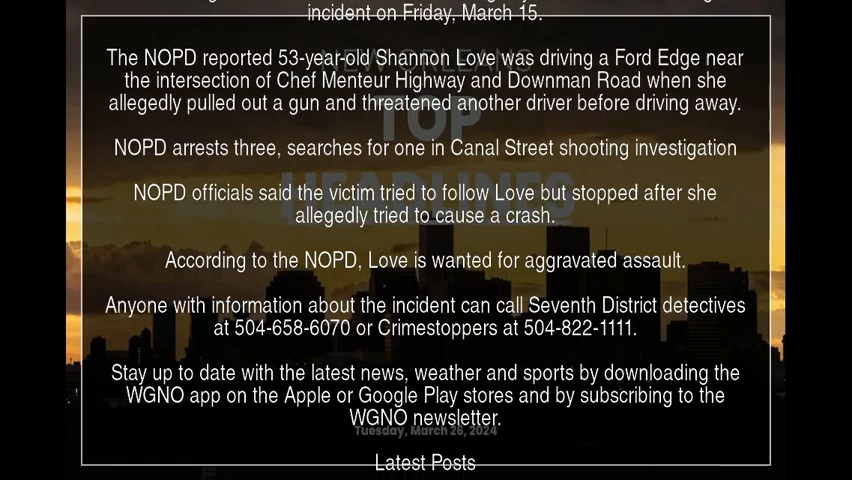 incident on Friday, March 15.
The NOPD reported 53-year-old Shannon Love was driving a Ford Edge near
the intersection of Chef Menteur Highway and Downman Road when she
allegedly pulled out a gun and threatened another driver before driving away.
NEW ORLEANS
TOP
NOPD arrests three, searches for one in Canal Street shooting investigation
HEADLINES
NOPD officials said the victim tried to follow Love but stopped after she
allegedly tried to cause a crash.
According to the NOPD, Love is wanted for aggravated assault.
Anyone with information about the incident can call Seventh District detectives
at 504-658-6070 or Crimestoppers at 504-822-1111.
Stay up to date with the latest news, weather and sports by downloading the
WGNO app on the Apple or Google Play stores and by subscribing to the
WGNO newsletter.
Tuesday, March 26, 2024
Latest Posts